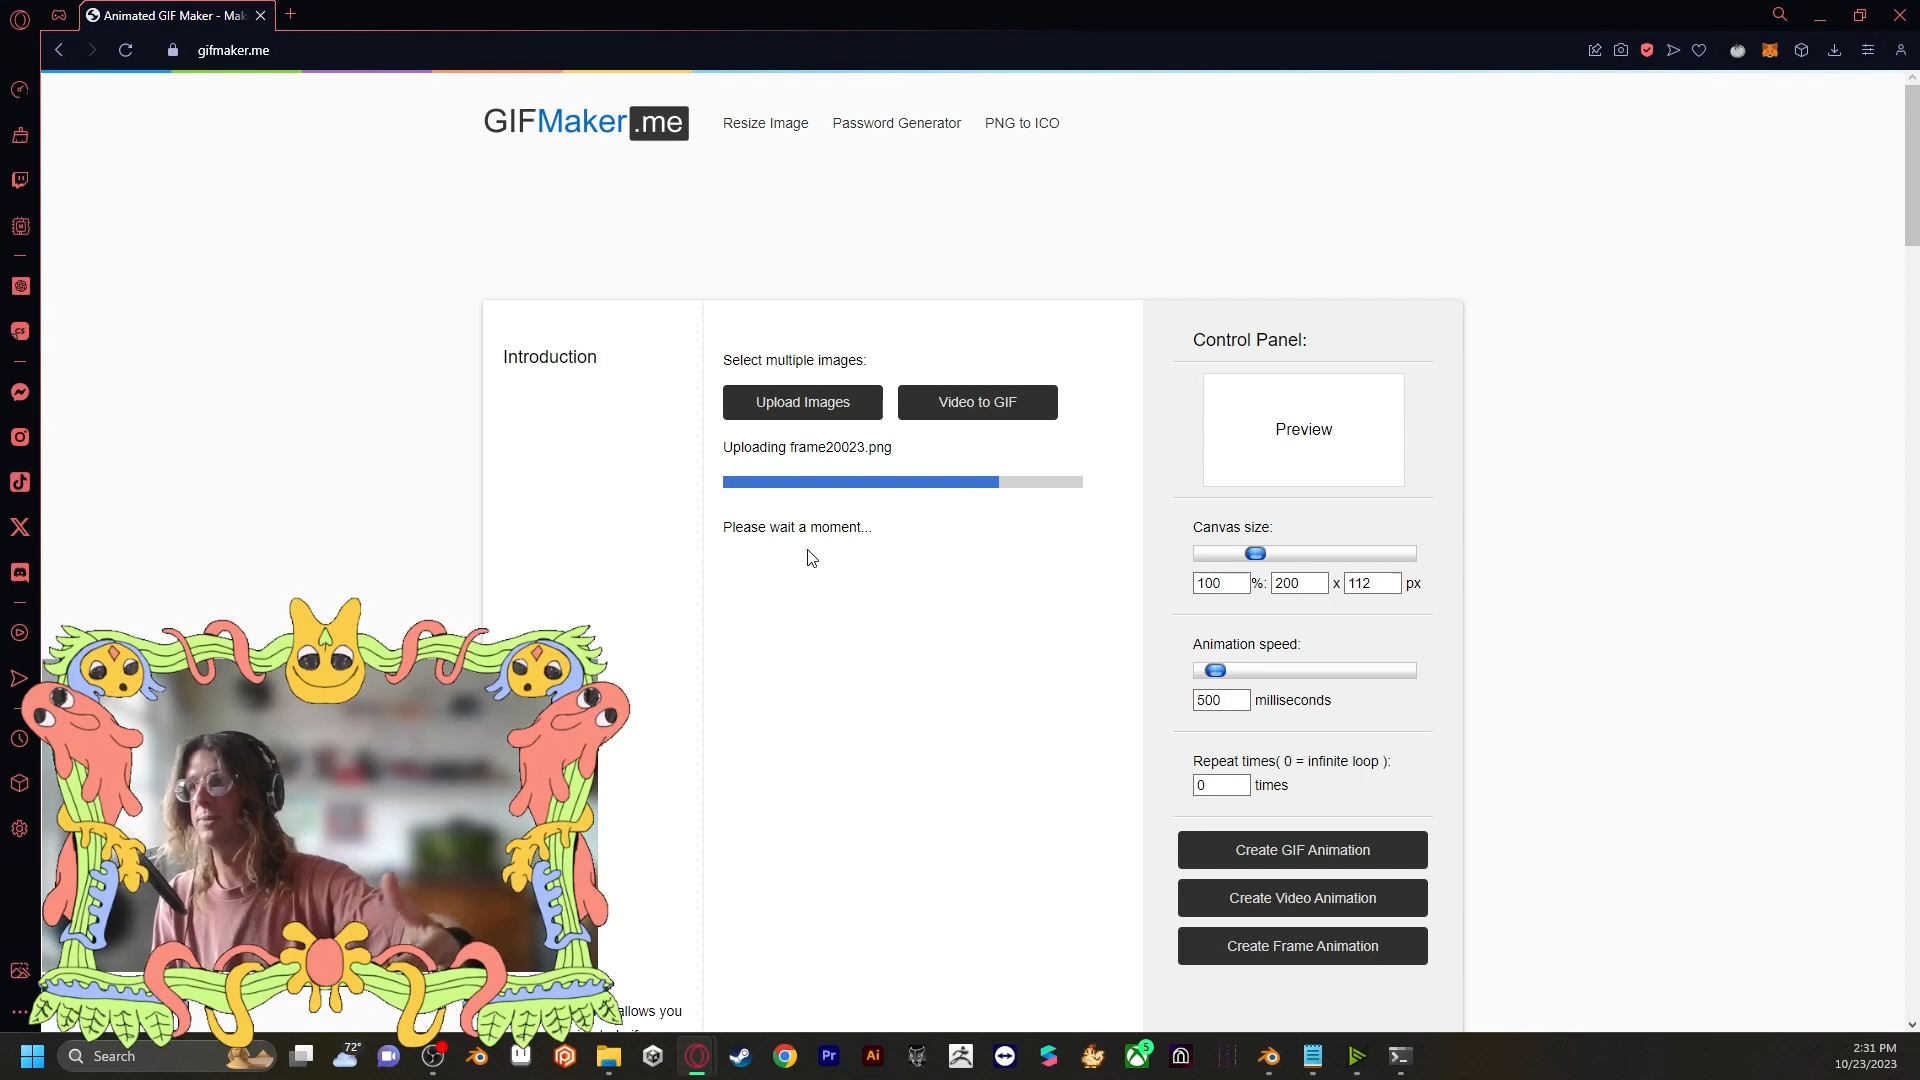 Animated GIF Maker - Mak
gifmaker.me
GIFMaker.me
Resize Image
Password Generator
PNG to ICO
Introduction
Select multiple images:
Upload Images
Video to GIF
Uploading frame20023.png
Please wait a moment...
Control Panel:
Preview
Canvas size:
100 %: 200 x 112 px
Animation speed:
500 milliseconds
Repeat times( 0 = infinite loop ):
0 times
Create GIF Animation
Create Video Animation
Create Frame Animation
allows you
Search
72°
Pr
Ai
5
2:31 PM
10/23/2023